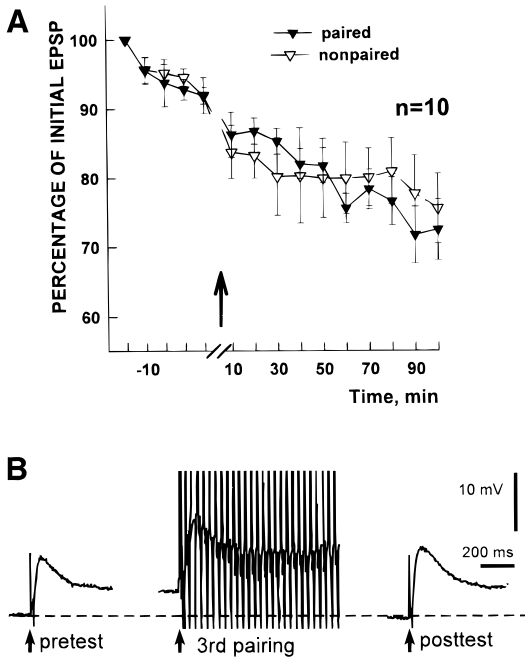 A
PERCENTAGE OF INITIAL EPSP
100
90
80
70
60
paired
nonpaired
n=10
-10 10 30 50 70 90
Time, min
B
10 mV
200 ms
pretest
3rd pairing
posttest